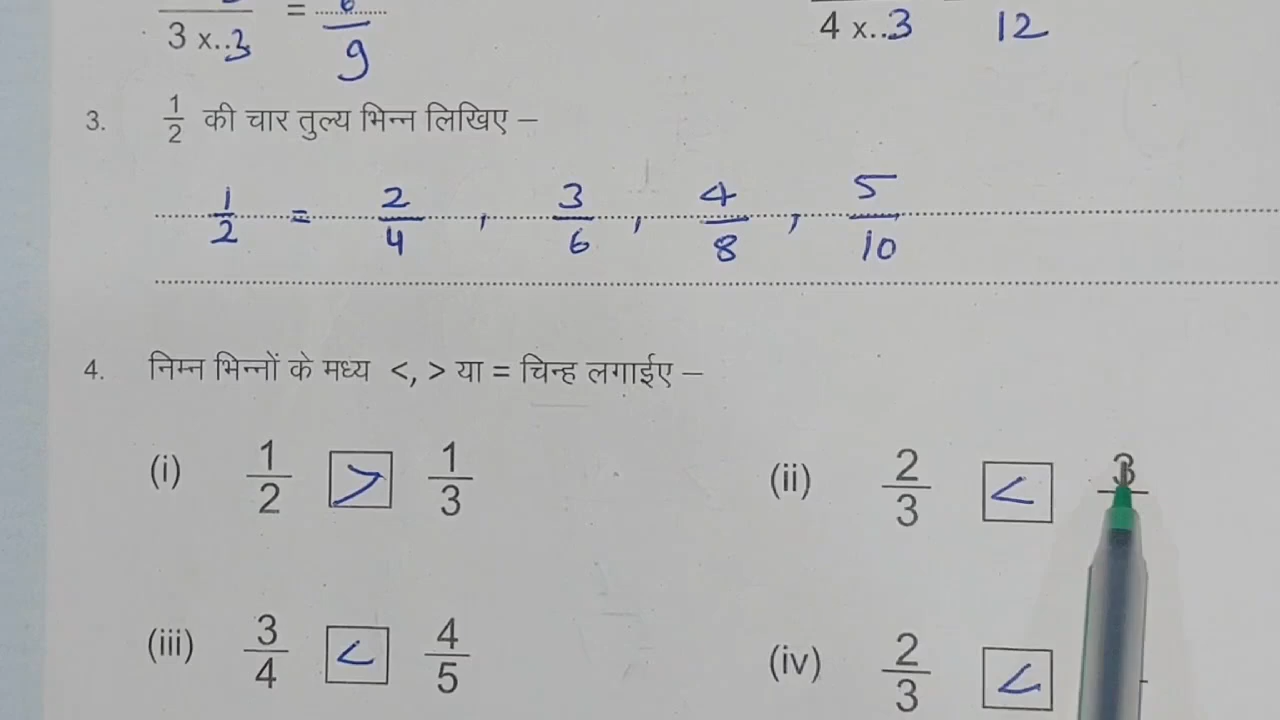 3 x..3 = 6/9 4 x..3 12
3. 1/2 की चार तुल्य भिन्न लिखिए –
1/2 = 2/4 , 3/6 , 4/8 , 5/10
4. निम्न भिन्नों के मध्य <, > या = चिन्ह लगाईए –
(i) 1/2 > 1/3 (ii) 2/3 < 3
(iii) 3/4 < 4/5 (iv) 2/3 <